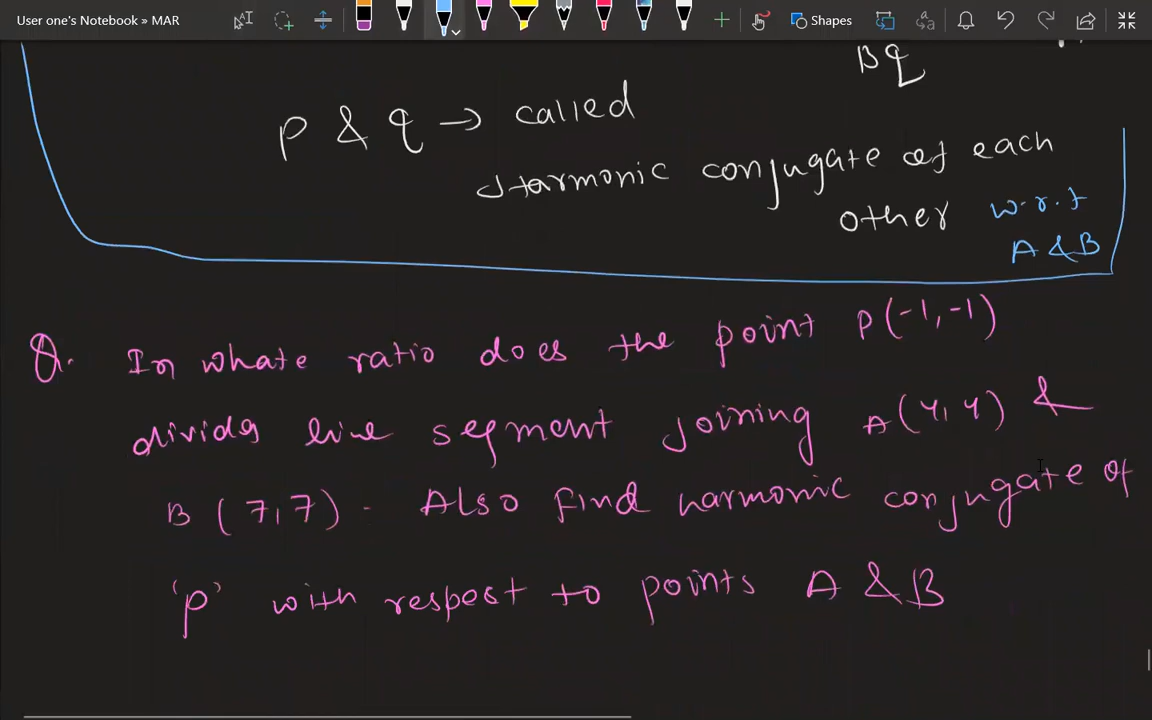 User one's Notebook » MAR
Shapes
Bq
p & q → called
Harmonic conjugate of each
other w.r.t
A & B
Q. In whate ratio does the point P(-1,-1)
divides line segment Joining A(4,4) &
B (7,7). Also find harmonic conjugate of
'p' with respect to points A & B